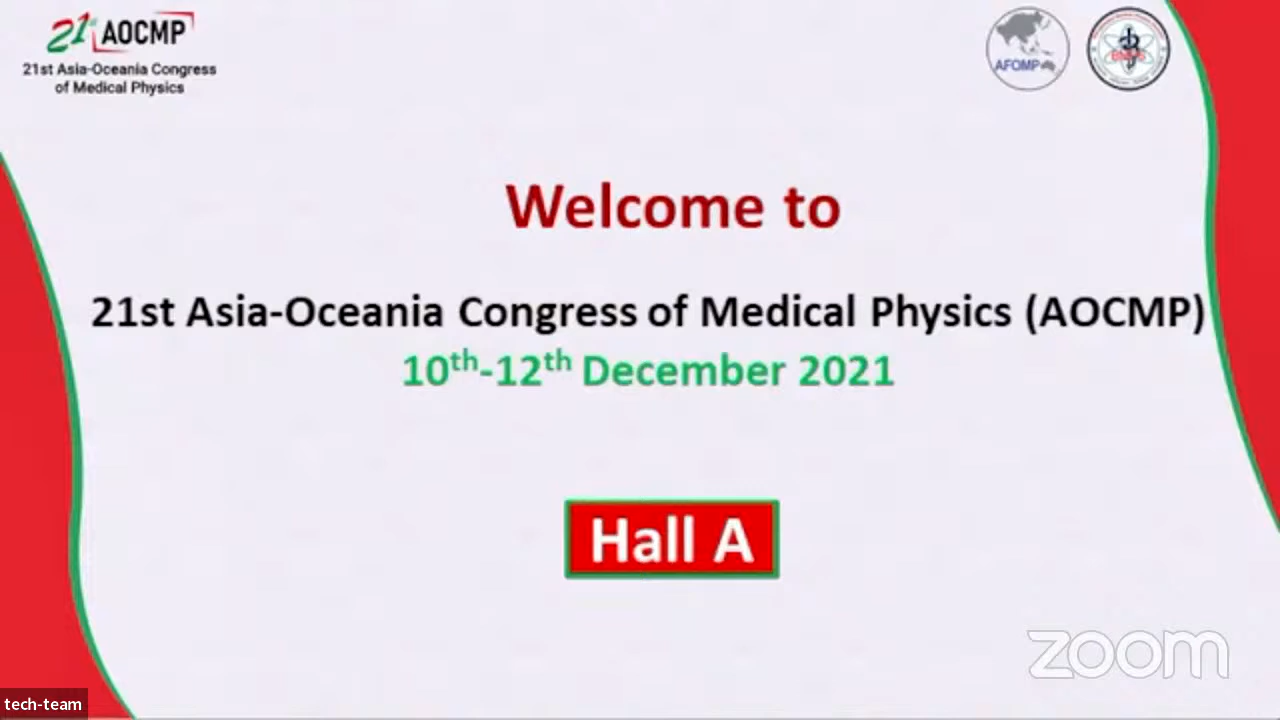 21st AOCMP
21st Asia-Oceania Congress
of Medical Physics
AFOMP
Welcome to
21st Asia-Oceania Congress of Medical Physics (AOCMP)
10th-12th December 2021
Hall A
zoom
tech-team